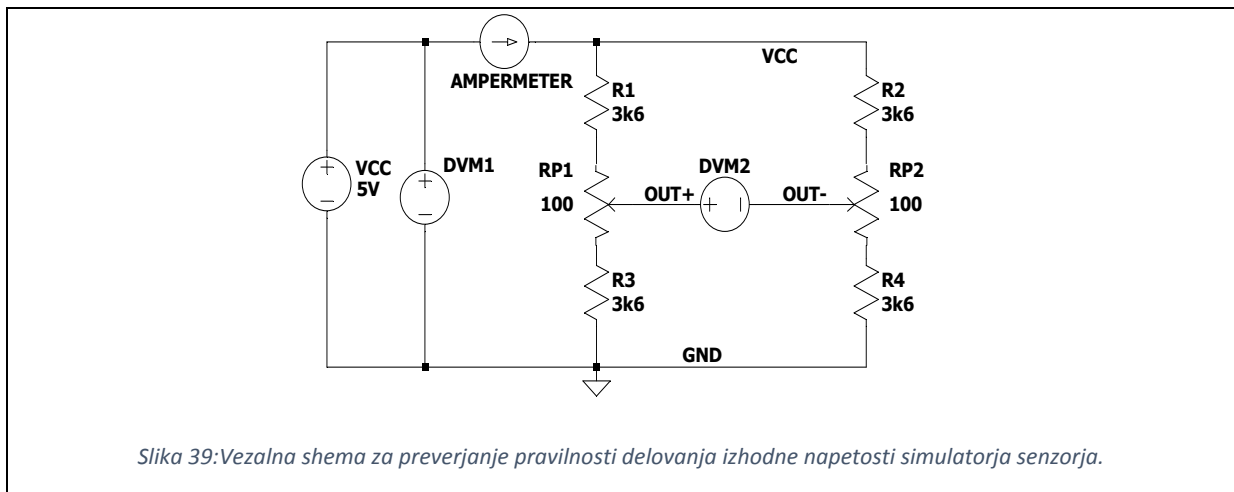 VCC
AMPERMETER
R1
3k6
R2
3k6
VCC
5V
DVM1
RP1
100
DVM2
RP2
100
OUT+
OUT-
R3
3k6
R4
3k6
GND
Slika 39:Vezalna shema za preverjanje pravilnosti delovanja izhodne napetosti simulatorja senzorja.